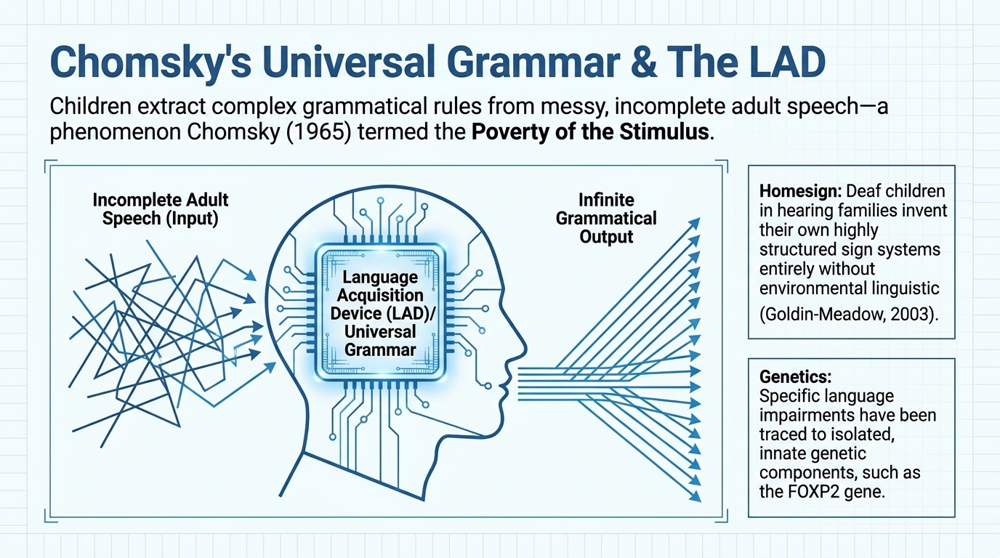 Chomsky's Universal Grammar & The LAD
Children extract complex grammatical rules from messy, incomplete adult speech—a
phenomenon Chomsky (1965) termed the Poverty of the Stimulus.
Incomplete Adult
Speech (Input)
Language
Acquisition
Device (LAD)/
Universal
Grammar
Infinite
Grammatical
Output
Homesign: Deaf children
in hearing families invent
their own highly
structured sign systems
entirely without
environmental linguistic
(Goldin-Meadow, 2003).
Genetics:
Specific language
impairments have been
traced to isolated,
innate genetic
components, such as
the FOXP2 gene.